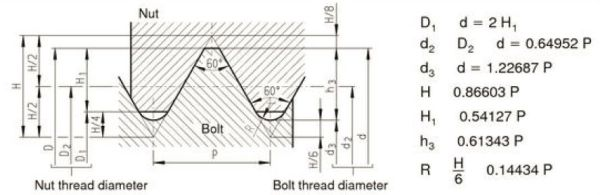 Nut
H/8
60°
60°
H/2
H
H/2
H₁
H/4
h₃
Bolt
R
P
D
D₂
D₁
H/6
d₃
d₂
d
Nut thread diameter
Bolt thread diameter
D₁ d = 2 H₁
d₂ D₂ d = 0.64952 P
d₃ d = 1.22687 P
H 0.86603 P
H₁ 0.54127 P
h₃ 0.61343 P
R H/6 0.14434 P